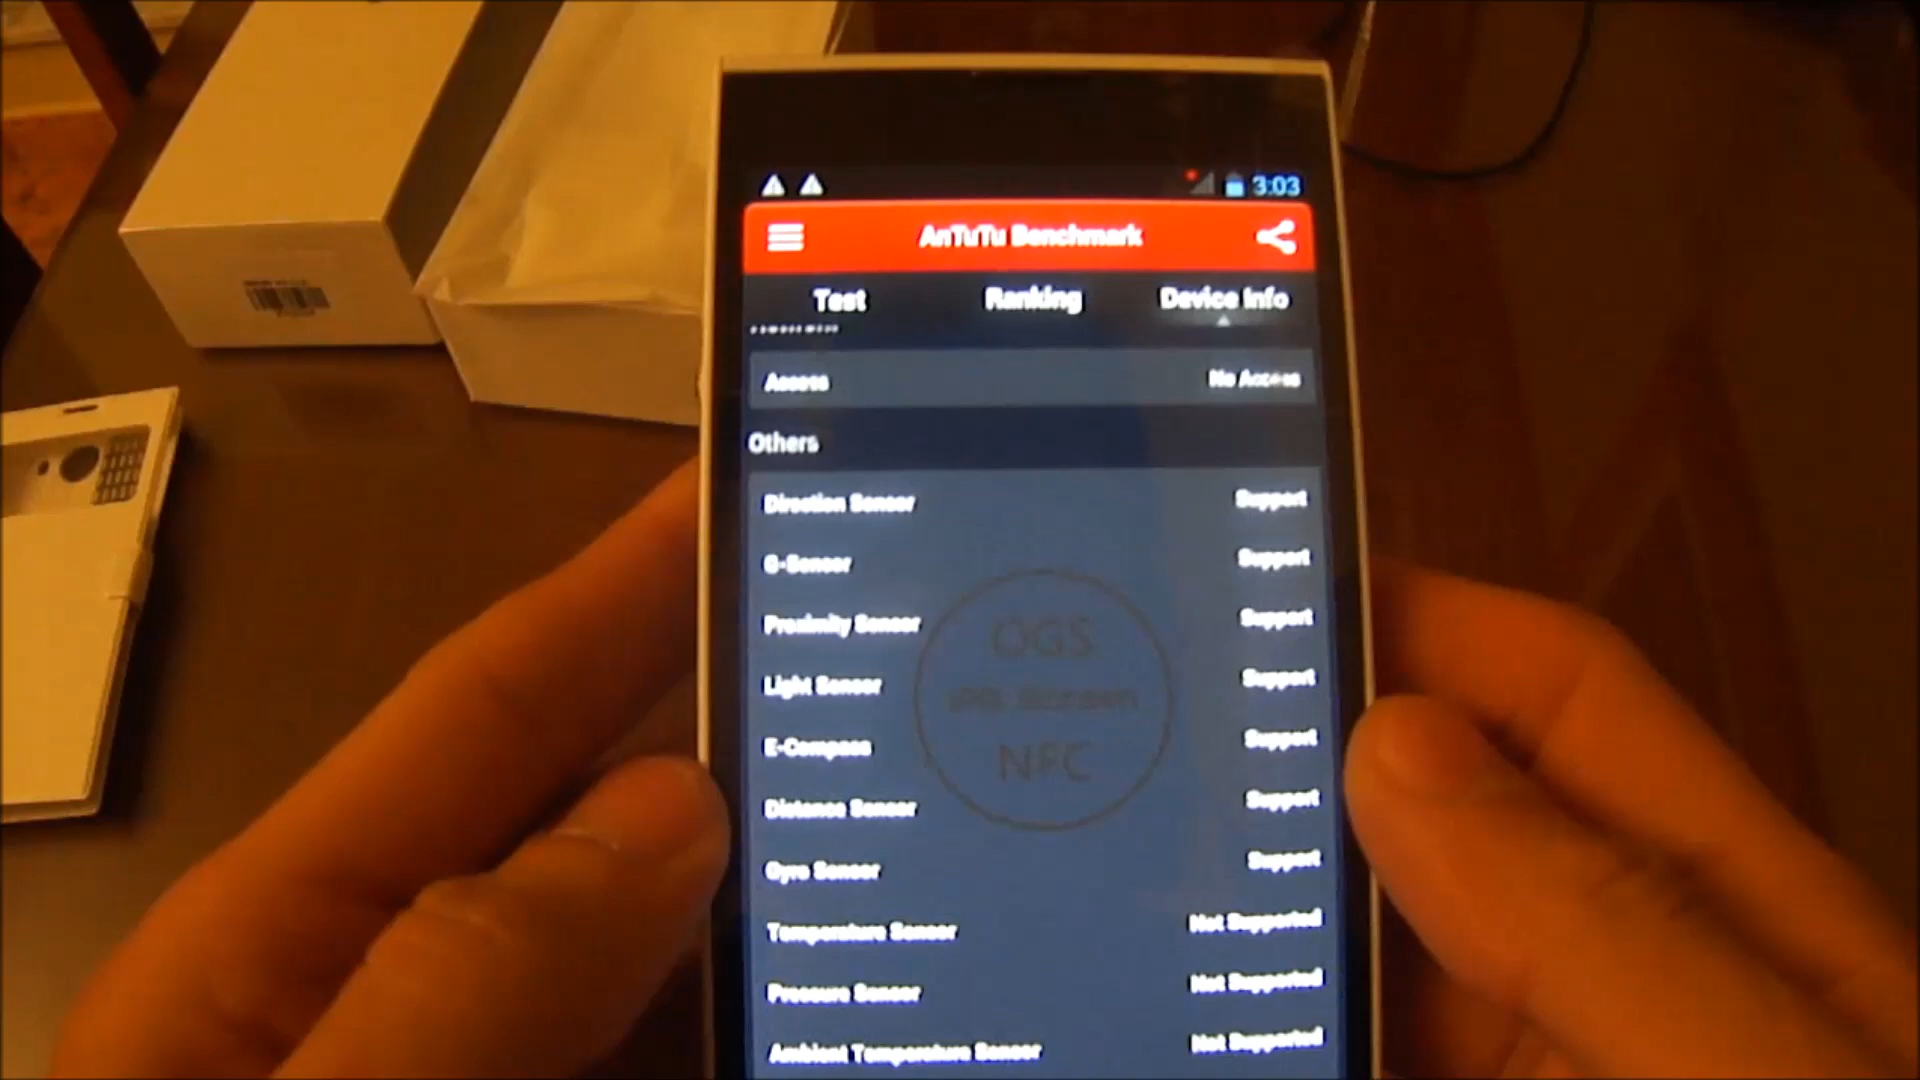 3:03
AnTuTu Benchmark
Test Ranking Device Info
Access No Access
Others
Direction Sensor Support
G-Sensor Support
Proximity Sensor Support
Light Sensor Support
E-Compass Support
Distance Sensor Support
Gyro Sensor Support
Temperature Sensor Not Supported
Pressure Sensor Not Supported
Ambient Temperature Sensor Not Supported
OGS
Screen
NFC